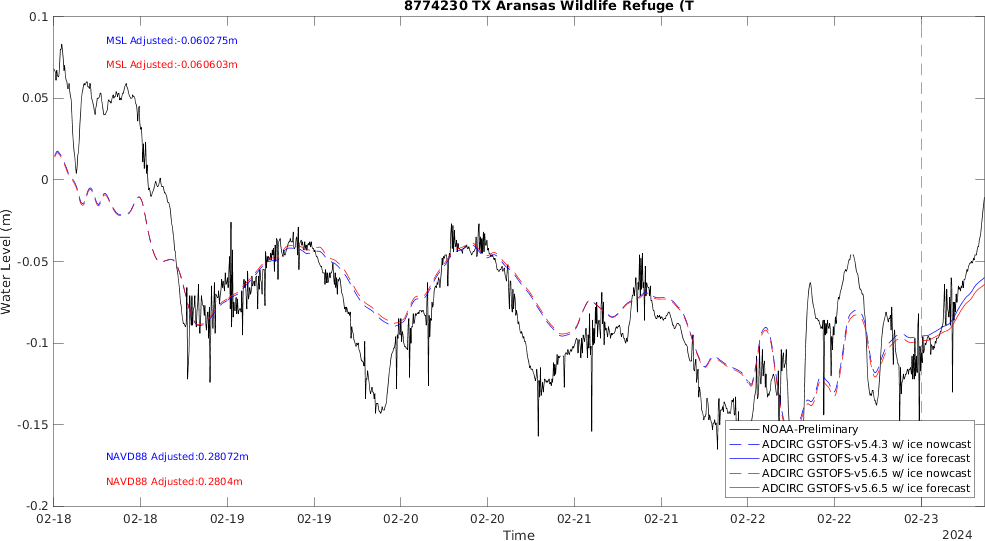 8774230 TX Aransas Wildlife Refuge (T
0.1
0.05
0
-0.05
-0.1
-0.15
-0.2
Water Level (m)
MSL Adjusted:-0.060275m
MSL Adjusted:-0.060603m
NAVD88 Adjusted:0.28072m
NAVD88 Adjusted:0.2804m
NOAA-Preliminary
ADCIRC GSTOFS-v5.4.3 w/ ice nowcast
ADCIRC GSTOFS-v5.4.3 w/ ice forecast
ADCIRC GSTOFS-v5.6.5 w/ ice nowcast
ADCIRC GSTOFS-v5.6.5 w/ ice forecast
02-18 02-18 02-19 02-19 02-20 02-20 02-21 02-21 02-22 02-22 02-23
Time
2024